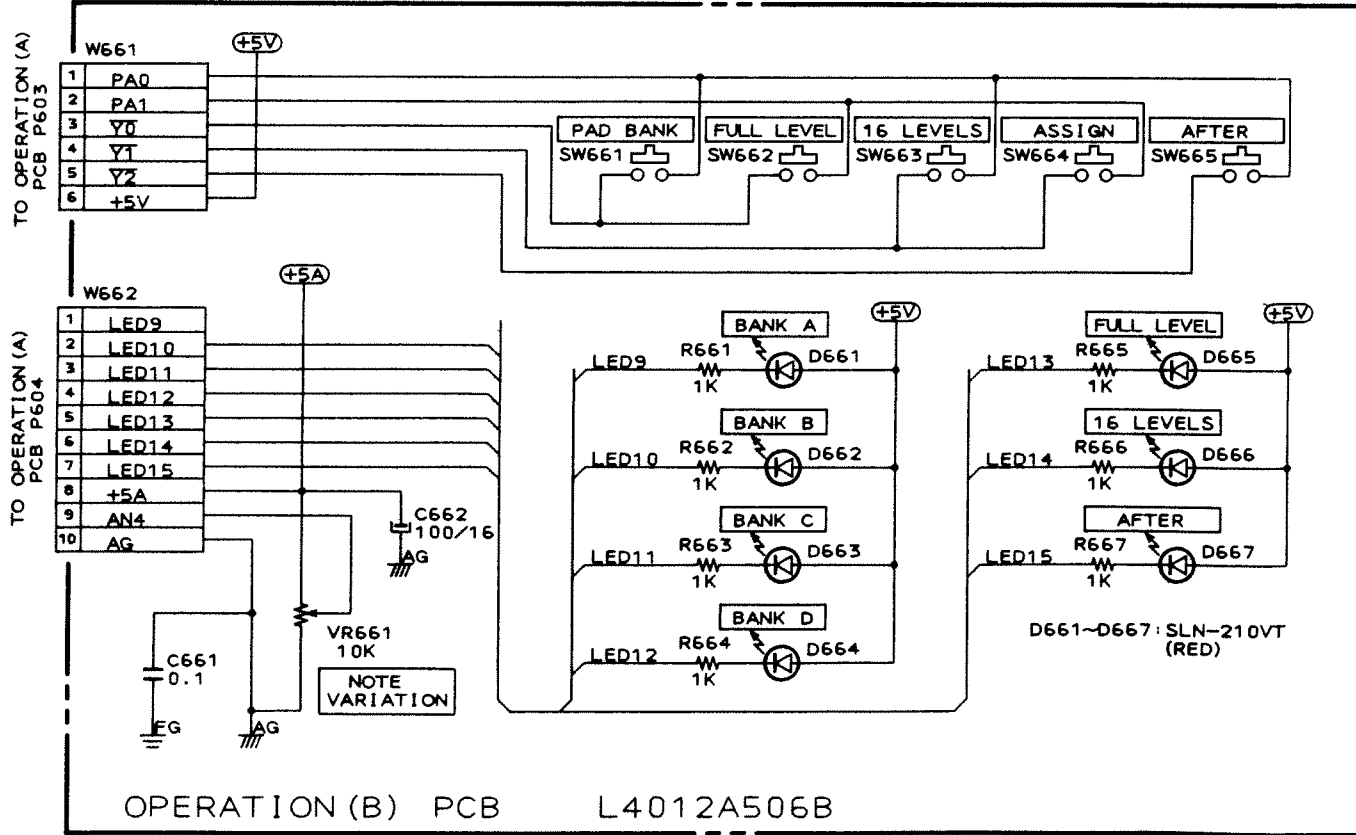 TO OPERATION (A)
PCB P603
W661
+5V
1 PA0
2 PA1
3 Y0
4 Y1
5 Y2
6 +5V
PAD BANK
SW661
FULL LEVEL
SW662
16 LEVELS
SW663
ASSIGN
SW664
AFTER
SW665
TO OPERATION (A)
PCB P604
W662
+5A
1 LED9
2 LED10
3 LED11
4 LED12
5 LED13
6 LED14
7 LED15
8 +5A
9 AN4
10 AG
C662
100/16
AG
VR661
10K
NOTE
VARIATION
C661
0.1
FG
AG
+5V
BANK A
LED9 R661 D661
1K
BANK B
LED10 R662 D662
1K
BANK C
LED11 R663 D663
1K
BANK D
LED12 R664 D664
1K
+5V
FULL LEVEL
LED13 R665 D665
1K
16 LEVELS
LED14 R666 D666
1K
AFTER
LED15 R667 D667
1K
D661~D667:SLN-210VT
(RED)
OPERATION (B) PCB L4012A506B